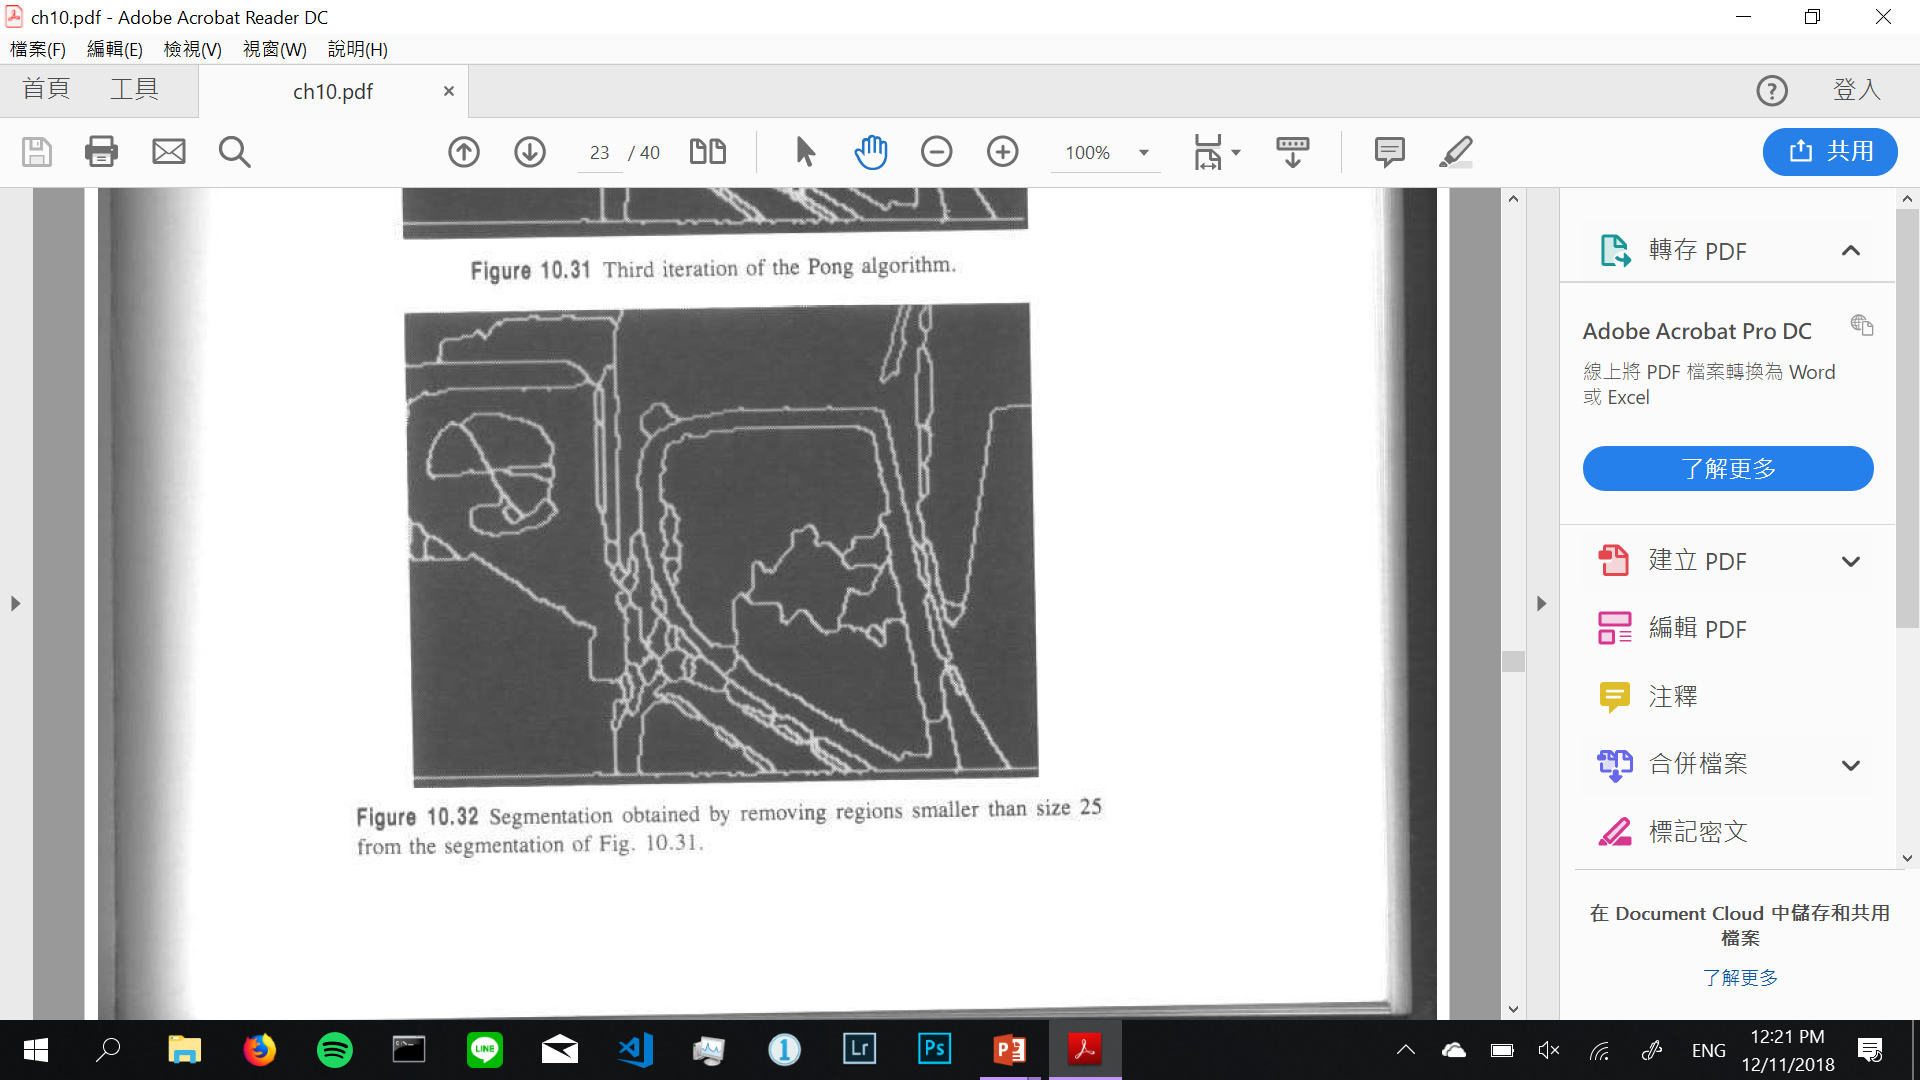 ch10.pdf - Adobe Acrobat Reader DC
檔案(F) 編輯(E) 檢視(V) 視窗(W) 說明(H)
首頁 工具 ch10.pdf × ? 登入
23 / 40 100% 共用
Figure 10.31 Third iteration of the Pong algorithm.
Figure 10.32 Segmentation obtained by removing regions smaller than size 25
from the segmentation of Fig. 10.31.
轉存 PDF
Adobe Acrobat Pro DC
線上將 PDF 檔案轉換為 Word
或 Excel
了解更多
建立 PDF
編輯 PDF
注釋
合併檔案
標記密文
在 Document Cloud 中儲存和共用
檔案
了解更多
LINE
1
Lr
Ps
ENG
12:21 PM
12/11/2018